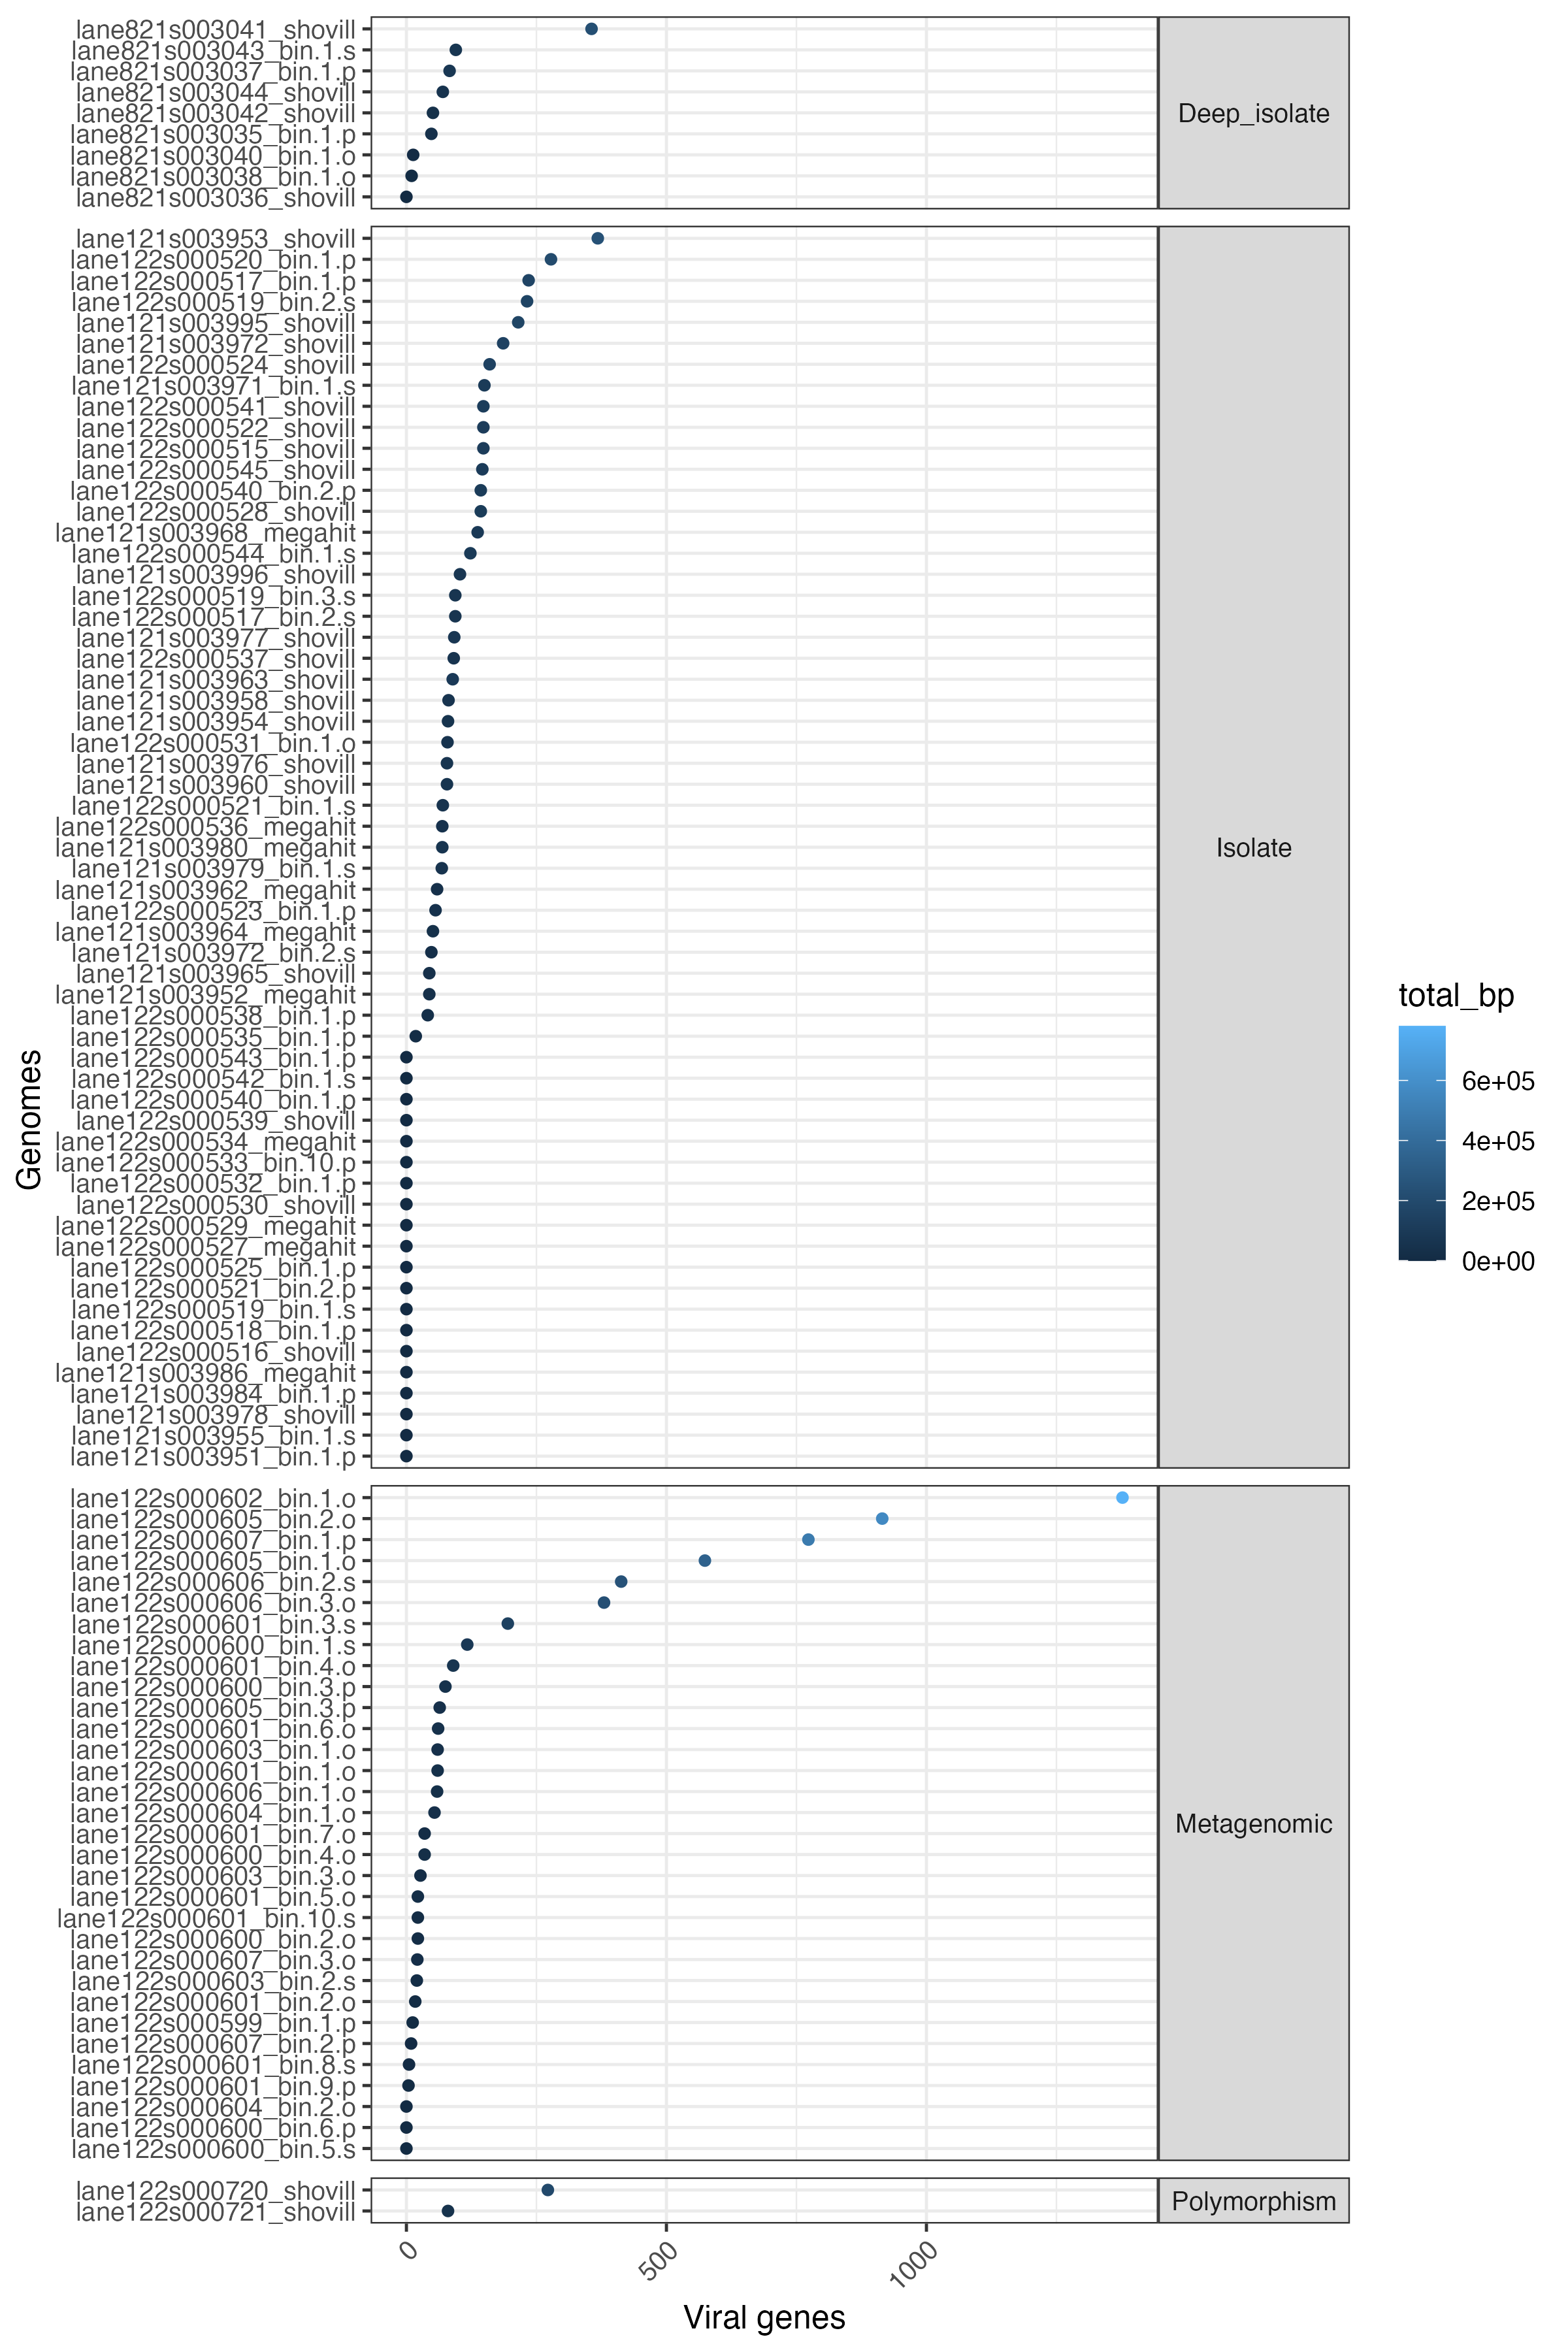 lane821s003041_shovill
lane821s003043_bin.1.s
lane821s003037_bin.1.p
lane821s003044_shovill
lane821s003042_shovill
lane821s003035_bin.1.p
lane821s003040_bin.1.o
lane821s003038_bin.1.o
lane821s003036_shovill
Deep_isolate
lane121s003953_shovill
lane122s000520_bin.1.p
lane122s000517_bin.1.p
lane122s000519_bin.2.s
lane121s003995_shovill
lane121s003972_shovill
lane122s000524_shovill
lane121s003971_bin.1.s
lane122s000541_shovill
lane122s000522_shovill
lane122s000515_shovill
lane122s000545_shovill
lane122s000540_bin.2.p
lane122s000528_shovill
lane121s003968_megahit
lane122s000544_bin.1.s
lane121s003996_shovill
lane122s000519_bin.3.s
lane122s000517_bin.2.s
lane121s003977_shovill
lane122s000537_shovill
lane121s003963_shovill
lane121s003958_shovill
lane121s003954_shovill
lane122s000531_bin.1.o
lane121s003976_shovill
lane121s003960_shovill
lane122s000521_bin.1.s
lane122s000536_megahit
lane121s003980_megahit
lane121s003979_bin.1.s
lane121s003962_megahit
lane122s000523_bin.1.p
lane121s003964_megahit
lane121s003972_bin.2.s
lane121s003965_shovill
lane121s003952_megahit
lane122s000538_bin.1.p
lane122s000535_bin.1.p
lane122s000543_bin.1.p
lane122s000542_bin.1.s
lane122s000540_bin.1.p
lane122s000539_shovill
lane122s000534_megahit
lane122s000533_bin.10.p
lane122s000532_bin.1.p
lane122s000530_shovill
lane122s000529_megahit
lane122s000527_megahit
lane122s000525_bin.1.p
lane122s000521_bin.2.p
lane122s000519_bin.1.s
lane122s000518_bin.1.p
lane122s000516_shovill
lane121s003986_megahit
lane121s003984_bin.1.p
lane121s003978_shovill
lane121s003955_bin.1.s
lane121s003951_bin.1.p
Isolate
lane122s000602_bin.1.o
lane122s000605_bin.2.o
lane122s000607_bin.1.p
lane122s000605_bin.1.o
lane122s000606_bin.2.s
lane122s000606_bin.3.o
lane122s000601_bin.3.s
lane122s000600_bin.1.s
lane122s000601_bin.4.o
lane122s000600_bin.3.p
lane122s000605_bin.3.p
lane122s000601_bin.6.o
lane122s000603_bin.1.o
lane122s000601_bin.1.o
lane122s000606_bin.1.o
lane122s000604_bin.1.o
lane122s000601_bin.7.o
lane122s000600_bin.4.o
lane122s000603_bin.3.o
lane122s000601_bin.5.o
lane122s000601_bin.10.s
lane122s000600_bin.2.o
lane122s000607_bin.3.o
lane122s000603_bin.2.s
lane122s000601_bin.2.o
lane122s000599_bin.1.p
lane122s000607_bin.2.p
lane122s000601_bin.8.s
lane122s000601_bin.9.p
lane122s000604_bin.2.o
lane122s000600_bin.6.p
lane122s000600_bin.5.s
Metagenomic
lane122s000720_shovill
lane122s000721_shovill
Polymorphism
0
500
1000
Viral genes
Genomes
total_bp
6e+05
4e+05
2e+05
0e+00